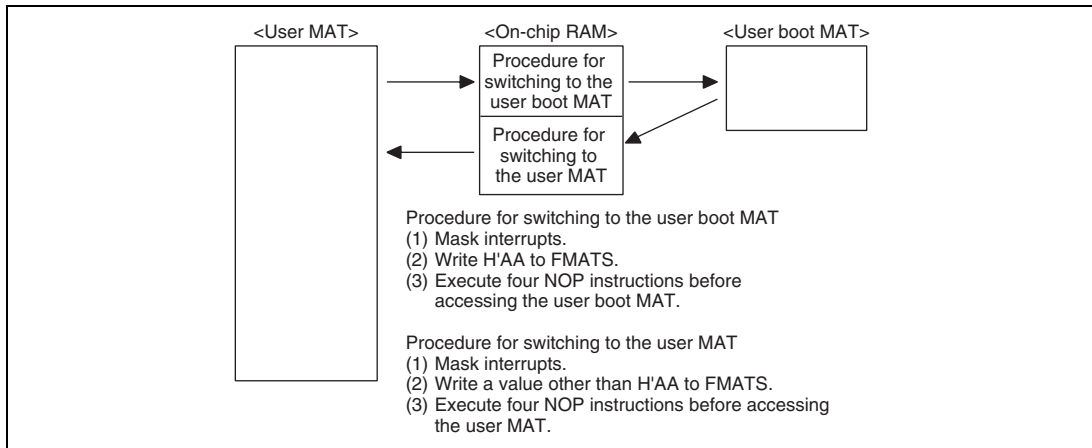 <User MAT>
<On-chip RAM>
<User boot MAT>
Procedure for
switching to the
user boot MAT
Procedure for
switching to
the user MAT
Procedure for switching to the user boot MAT
(1) Mask interrupts.
(2) Write H'AA to FMATS.
(3) Execute four NOP instructions before
accessing the user boot MAT.
Procedure for switching to the user MAT
(1) Mask interrupts.
(2) Write a value other than H'AA to FMATS.
(3) Execute four NOP instructions before accessing
the user MAT.